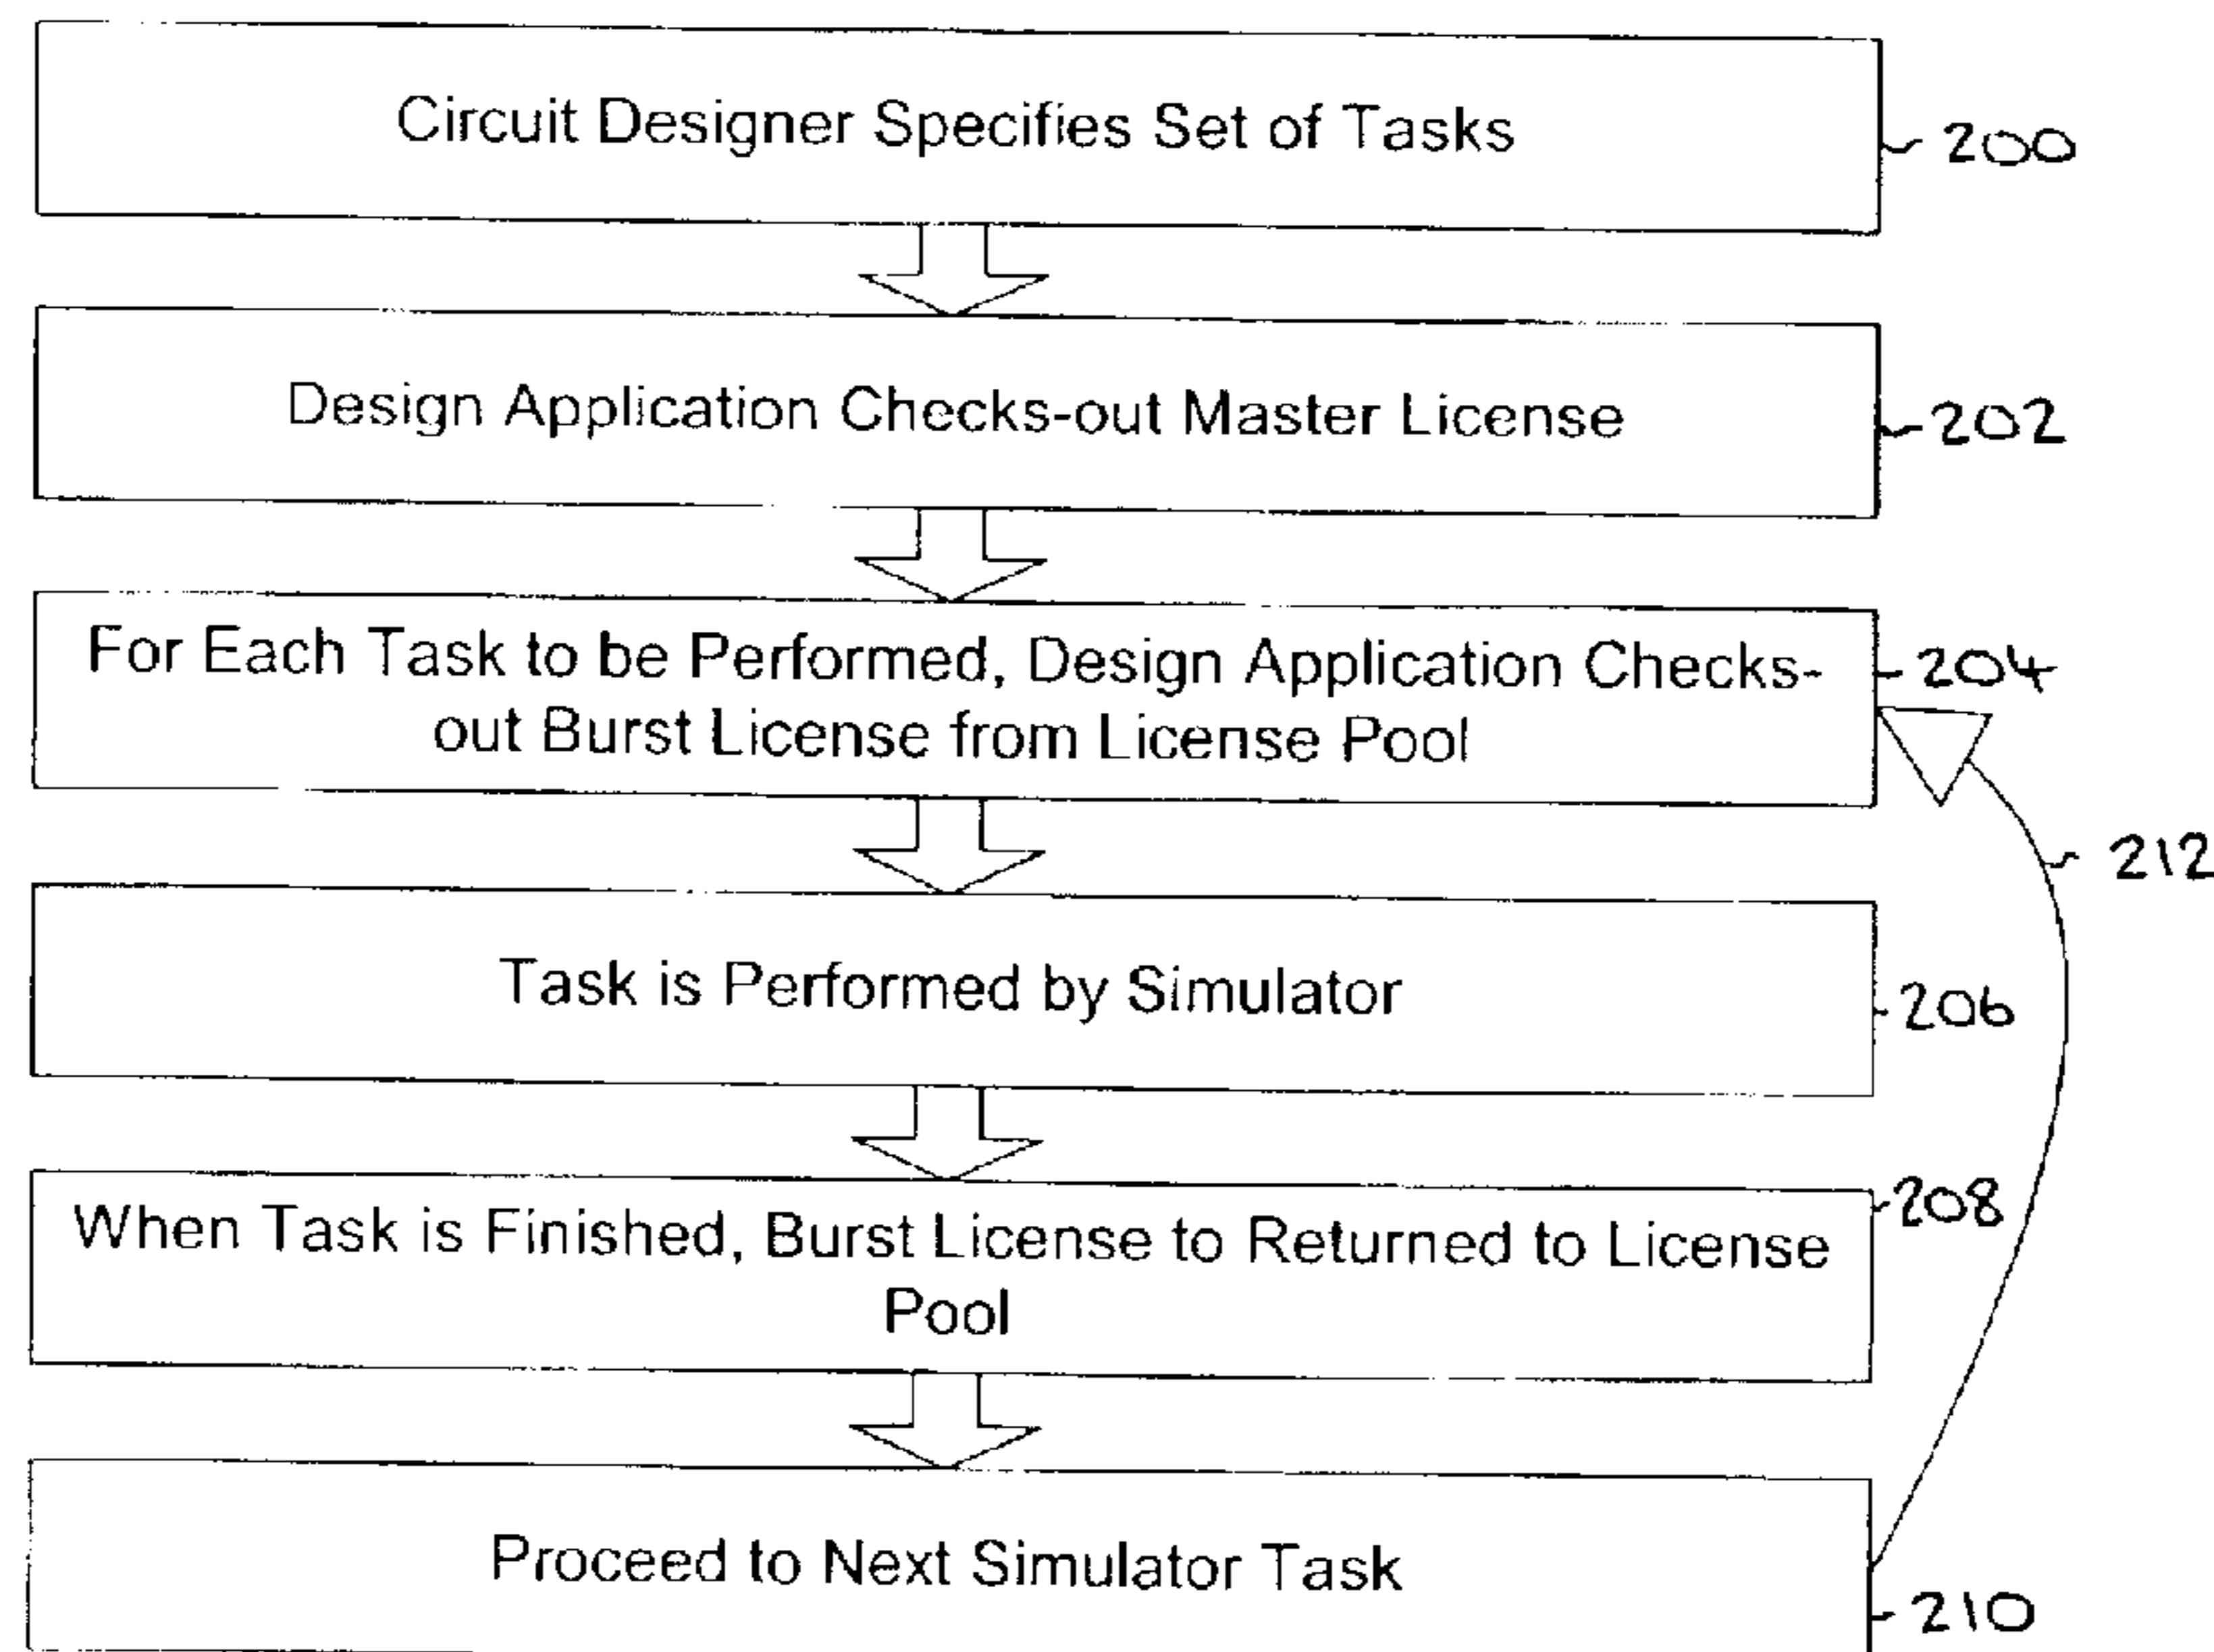 Circuit Designer Specifies Set of Tasks
200
Design Application Checks-out Master License
202
For Each Task to be Performed, Design Application Checks-
out Burst License from License Pool
204
212
Task is Performed by Simulator
206
When Task is Finished, Burst License to Returned to License
Pool
208
Proceed to Next Simulator Task
210